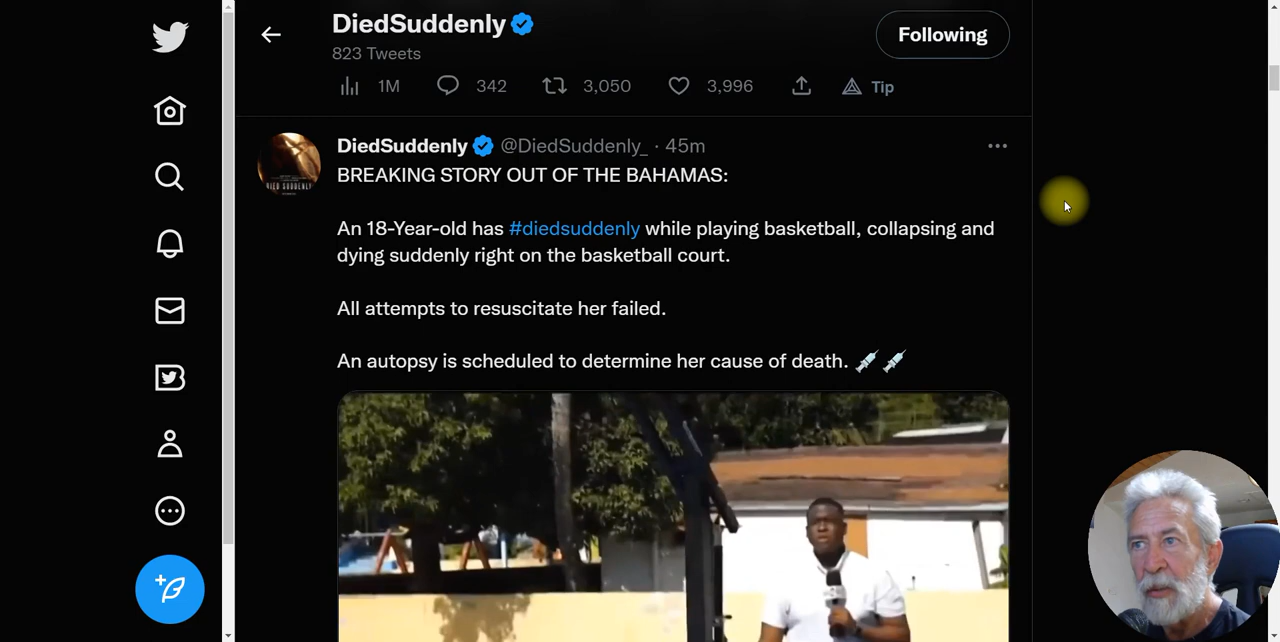 DiedSuddenly
823 Tweets
Following
1M 342 3,050 3,996 Tip
DiedSuddenly @DiedSuddenly_ · 45m
BREAKING STORY OUT OF THE BAHAMAS:
An 18-Year-old has #diedsuddenly while playing basketball, collapsing and
dying suddenly right on the basketball court.
All attempts to resuscitate her failed.
An autopsy is scheduled to determine her cause of death. 💉💉
DIED SUDDENLY